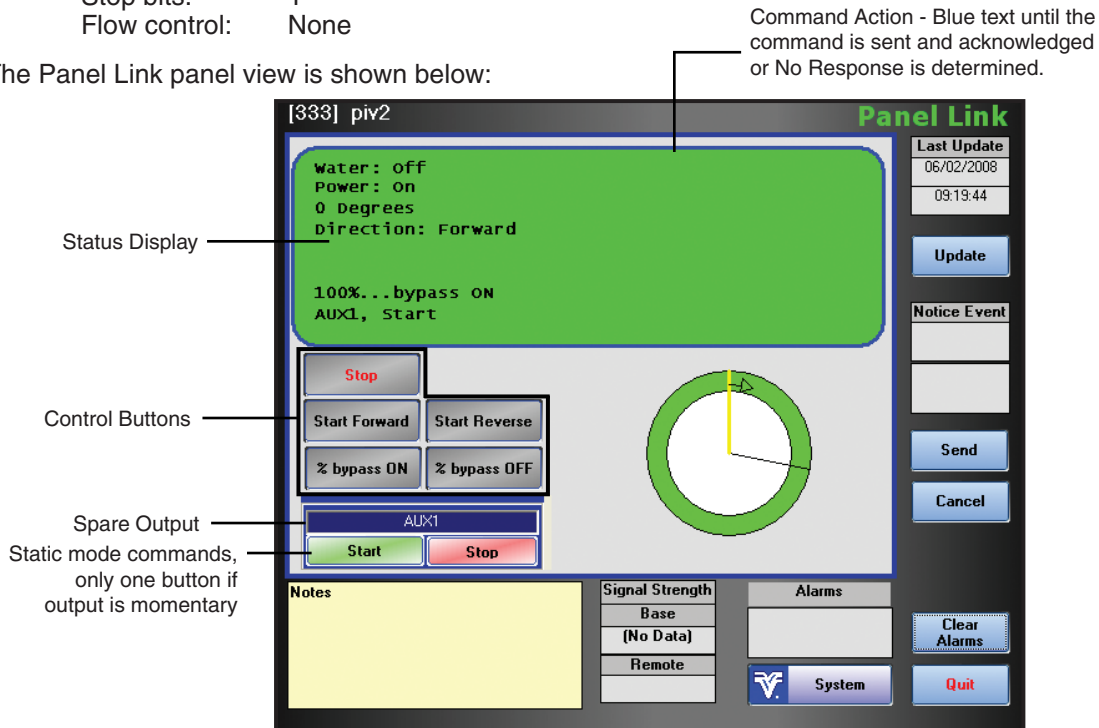 Stop bits:
Flow control: None
Command Action - Blue text until the
command is sent and acknowledged
or No Response is determined.
he Panel Link panel view is shown below:
[333] piv2
Panel Link
Water: Off
Power: On
0 Degrees
Direction: Forward
100%...bypass ON
AUX1, Start
Status Display
Last Update
06/02/2008
09:19:44
Update
Notice Event
Control Buttons
Stop
Start Forward
Start Reverse
% bypass ON
% bypass OFF
Send
Cancel
Spare Output
AUX1
Static mode commands,
only one button if
output is momentary
Start
Stop
Notes
Signal Strength
Base
(No Data)
Remote
Alarms
System
Clear
Alarms
Quit